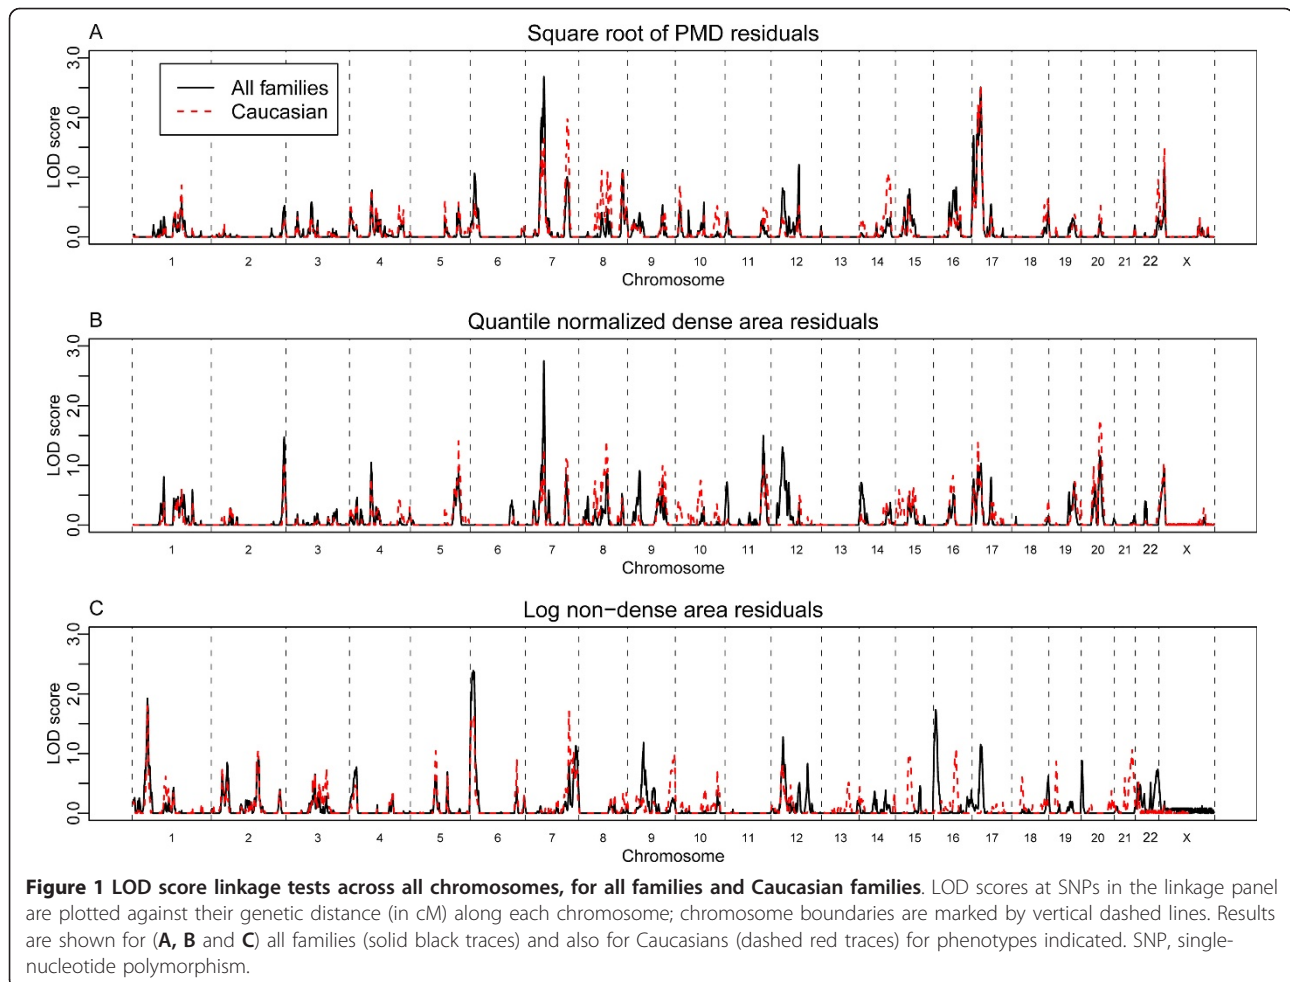 A
Square root of PMD residuals
All families
Caucasian
LOD score
0.0 1.0 2.0 3.0
1 2 3 4 5 6 7 8 9 10 11 12 13 14 15 16 17 18 19 20 21 22 X
Chromosome
B
Quantile normalized dense area residuals
LOD score
0.0 1.0 2.0 3.0
1 2 3 4 5 6 7 8 9 10 11 12 13 14 15 16 17 18 19 20 21 22 X
Chromosome
C
Log non−dense area residuals
LOD score
0.0 1.0 2.0 3.0
1 2 3 4 5 6 7 8 9 10 11 12 13 14 15 16 17 18 19 20 21 22 X
Chromosome
Figure 1 LOD score linkage tests across all chromosomes, for all families and Caucasian families. LOD scores at SNPs in the linkage panel
are plotted against their genetic distance (in cM) along each chromosome; chromosome boundaries are marked by vertical dashed lines. Results
are shown for (A, B and C) all families (solid black traces) and also for Caucasians (dashed red traces) for phenotypes indicated. SNP, single-
nucleotide polymorphism.